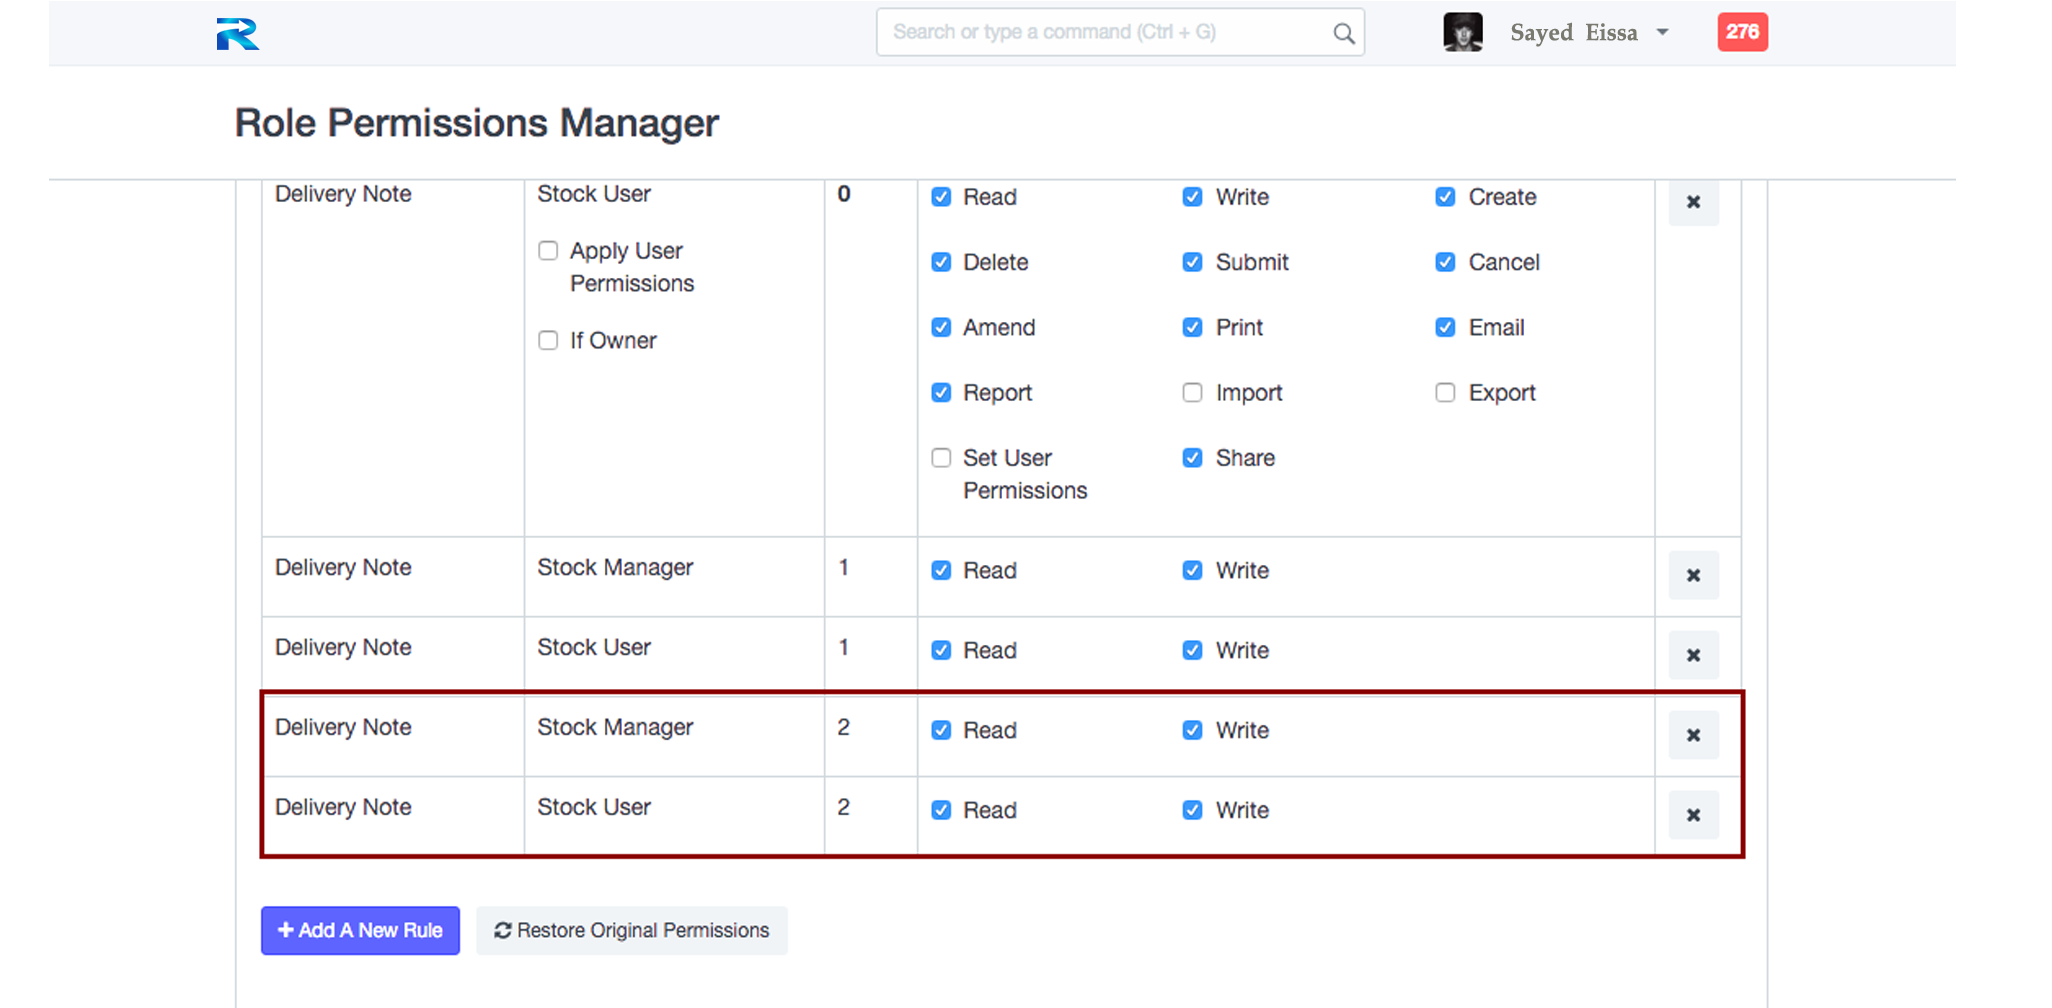 Search or type a command (Ctrl + G)
Sayed Eissa
276
Role Permissions Manager
Delivery Note Stock User 0 Read Write Create
Apply User Permissions
Delete Submit Cancel
If Owner
Amend Print Email
Report Import Export
Set User Permissions
Share
Delivery Note Stock Manager 1 Read Write
Delivery Note Stock User 1 Read Write
Delivery Note Stock Manager 2 Read Write
Delivery Note Stock User 2 Read Write
Add A New Rule Restore Original Permissions